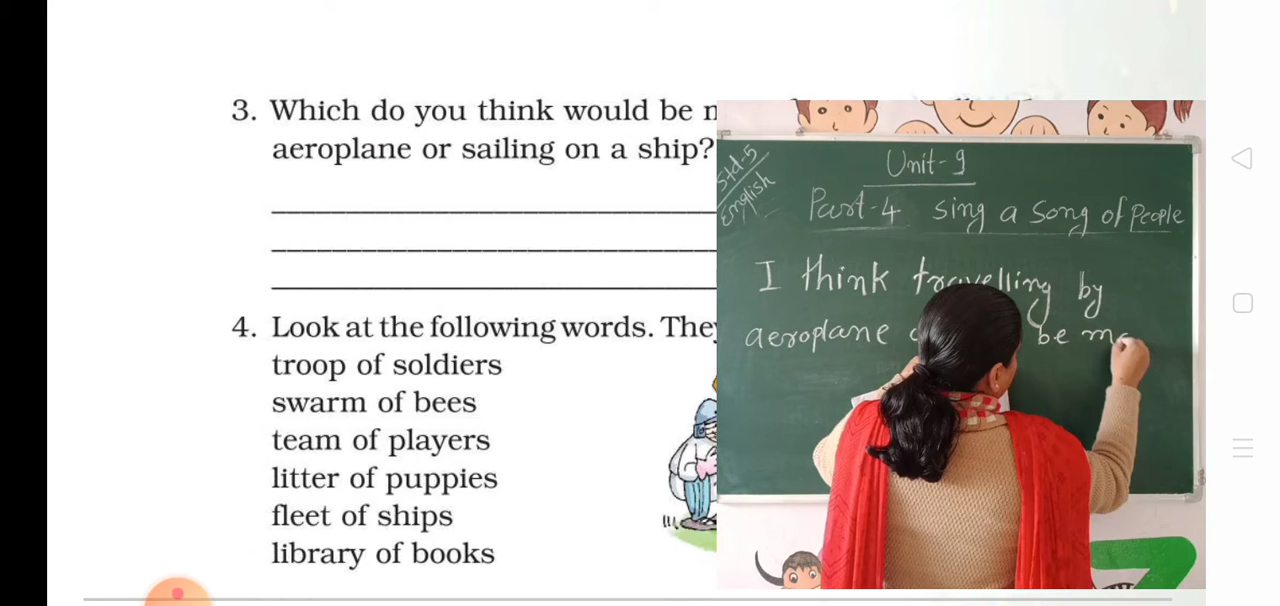 3. Which do you think would be
aeroplane or sailing on a ship?
4. Look at the following words. They
troop of soldiers
swarm of bees
team of players
litter of puppies
fleet of ships
library of books
Std-5
English
Unit-9
Part-4 Sing a Song of People
I think travelling by
aeroplane be